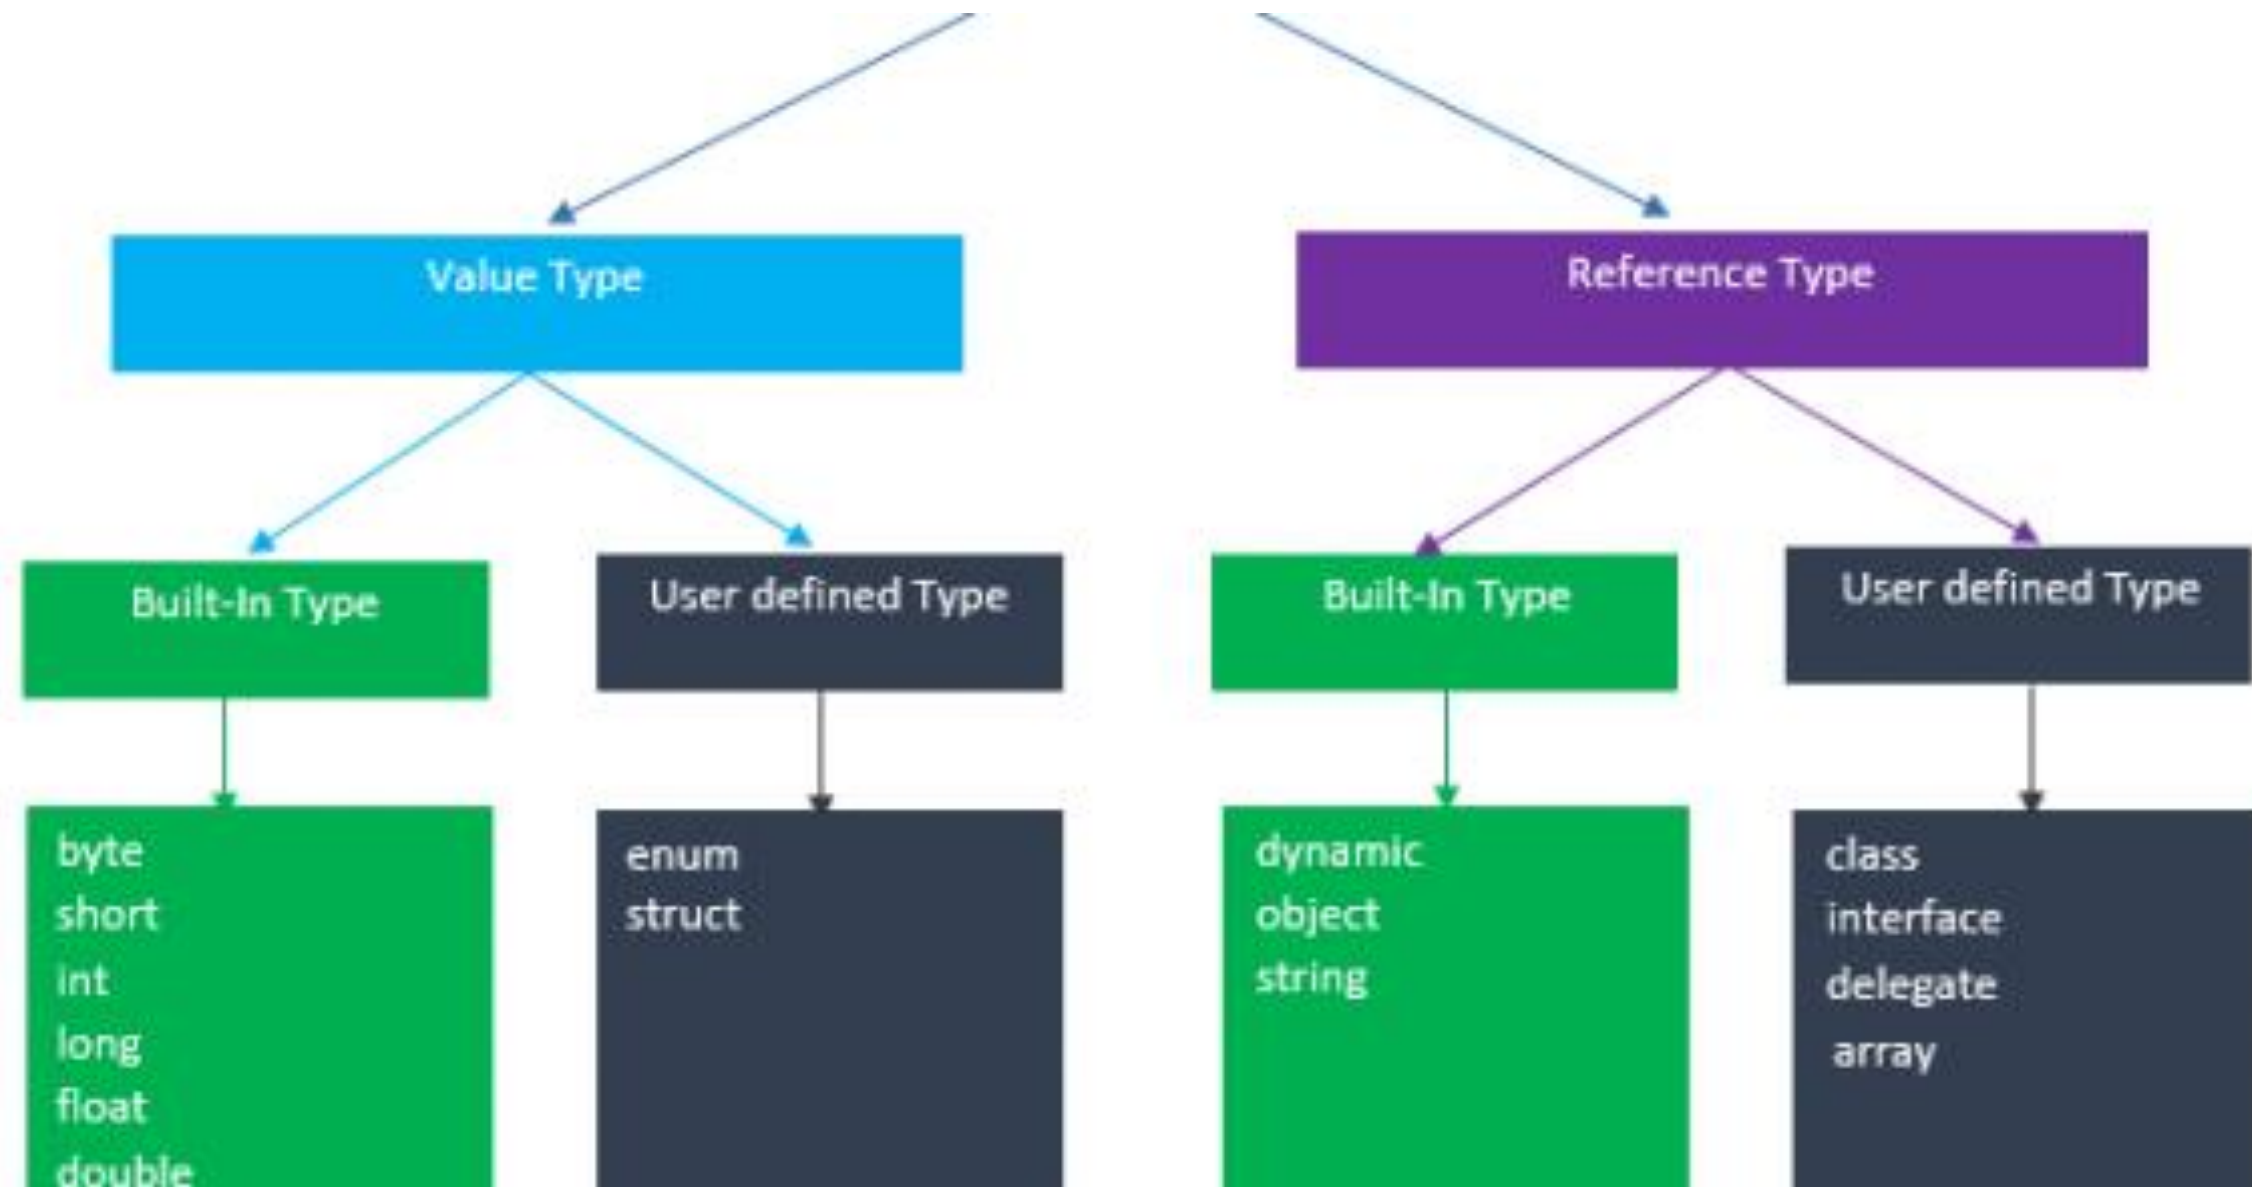 Value Type
Reference Type
Built-In Type
User defined Type
Built-In Type
User defined Type
byte
short
int
long
float
double
enum
struct
dynamic
object
string
class
interface
delegate
array